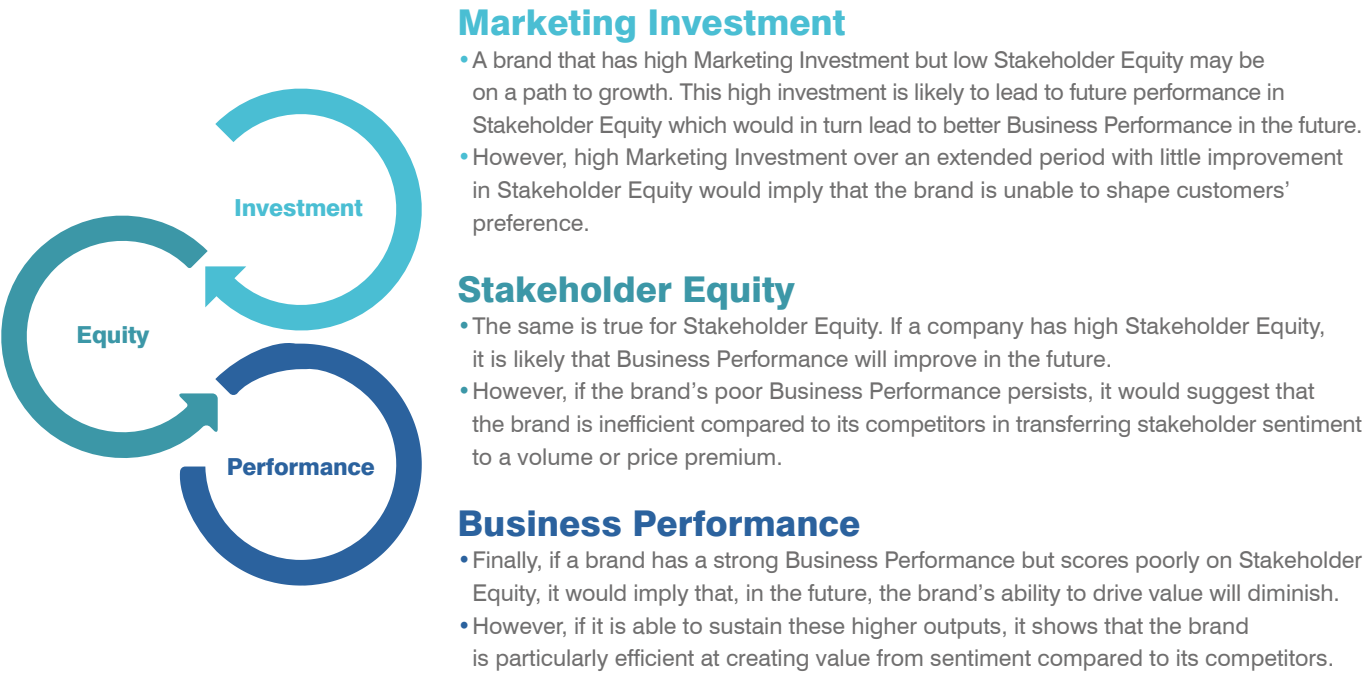 Marketing Investment
• A brand that has high Marketing Investment but low Stakeholder Equity may be
on a path to growth. This high investment is likely to lead to future performance in
Stakeholder Equity which would in turn lead to better Business Performance in the future.
• However, high Marketing Investment over an extended period with little improvement
in Stakeholder Equity would imply that the brand is unable to shape customers’
preference.
Investment
Stakeholder Equity
• The same is true for Stakeholder Equity. If a company has high Stakeholder Equity,
it is likely that Business Performance will improve in the future.
• However, if the brand’s poor Business Performance persists, it would suggest that
the brand is inefficient compared to its competitors in transferring stakeholder sentiment
to a volume or price premium.
Equity
Performance
Business Performance
• Finally, if a brand has a strong Business Performance but scores poorly on Stakeholder
Equity, it would imply that, in the future, the brand’s ability to drive value will diminish.
• However, if it is able to sustain these higher outputs, it shows that the brand
is particularly efficient at creating value from sentiment compared to its competitors.